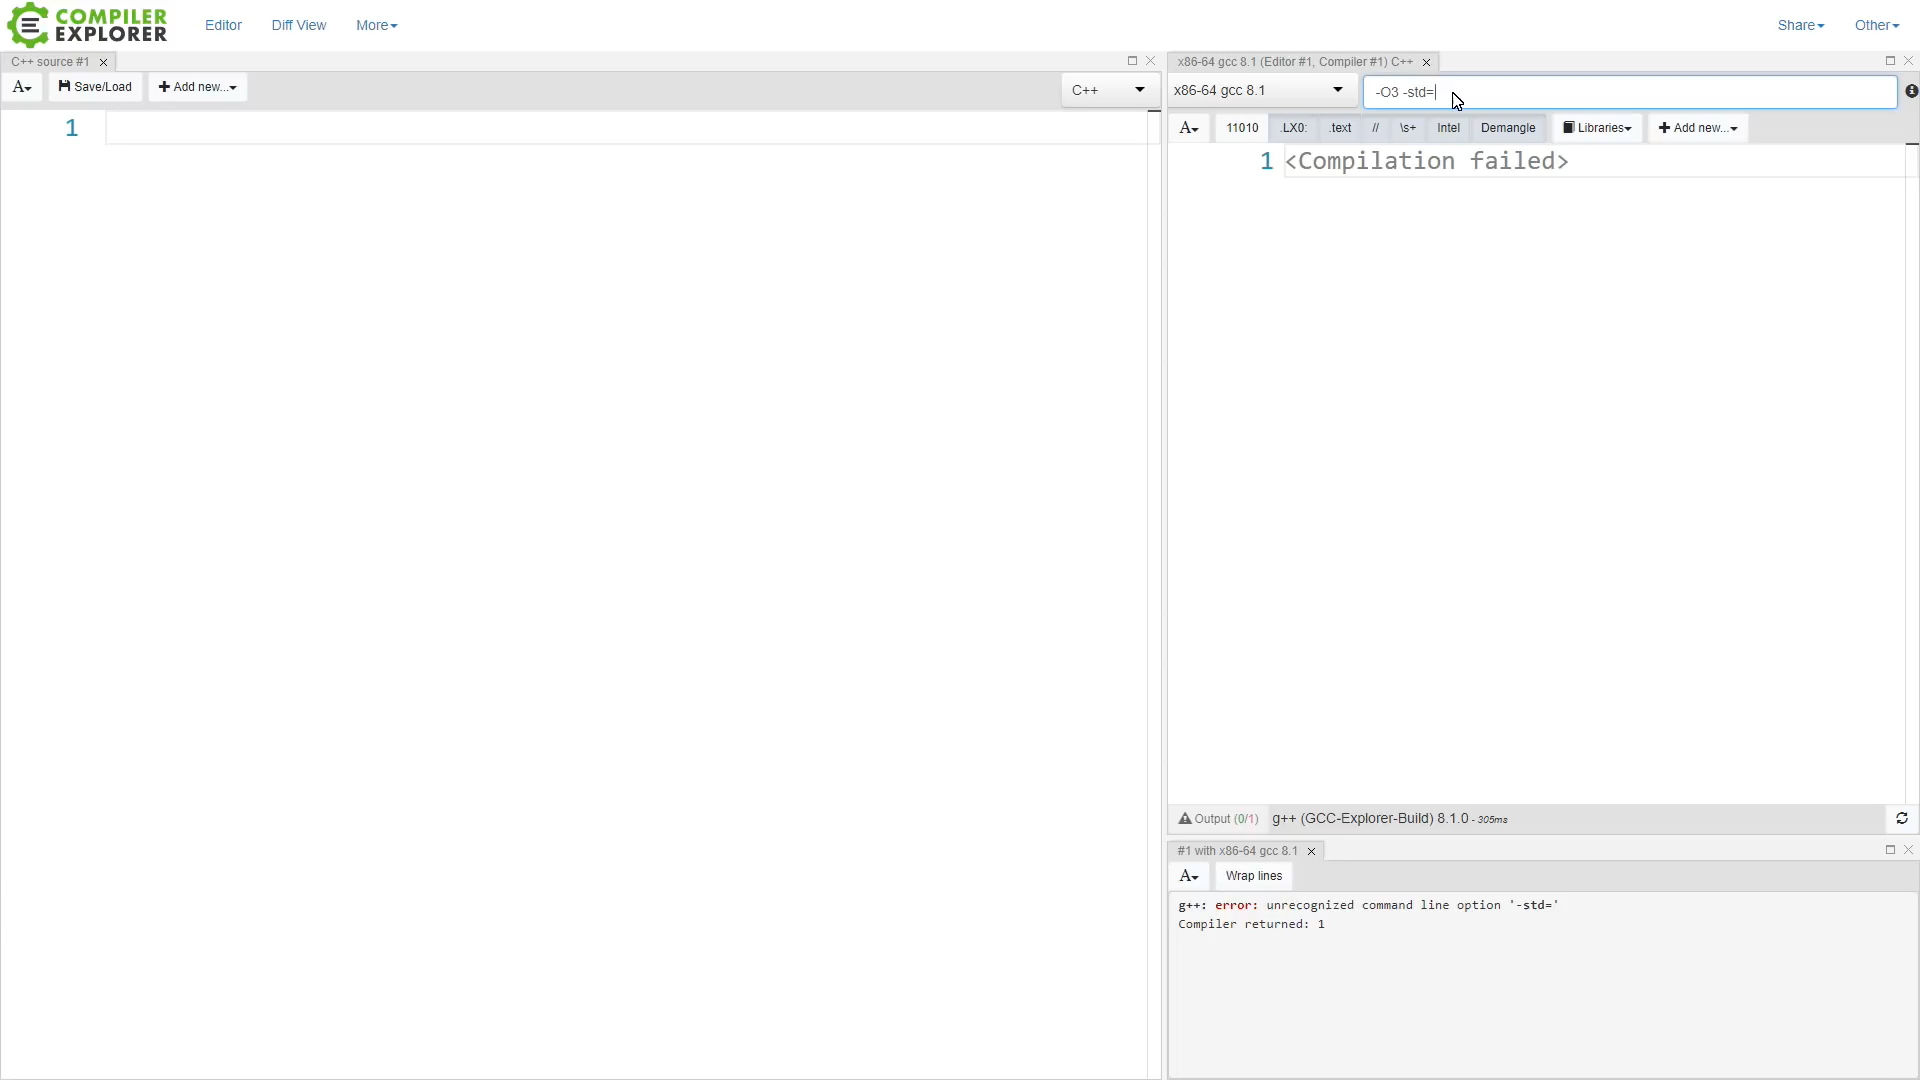 COMPILER
EXPLORER
Editor Diff View More Share Other
C++ source #1
A Save/Load Add new... C++
1
x86-64 gcc 8.1 (Editor #1, Compiler #1) C++
x86-64 gcc 8.1 -O3 -std=
A 11010 .LX0: .text // \s+ Intel Demangle Libraries Add new...
1 <Compilation failed>
Output (0/1) g++ (GCC-Explorer-Build) 8.1.0 - 305ms
#1 with x86-64 gcc 8.1
A Wrap lines
g++: error: unrecognized command line option '-std='
Compiler returned: 1